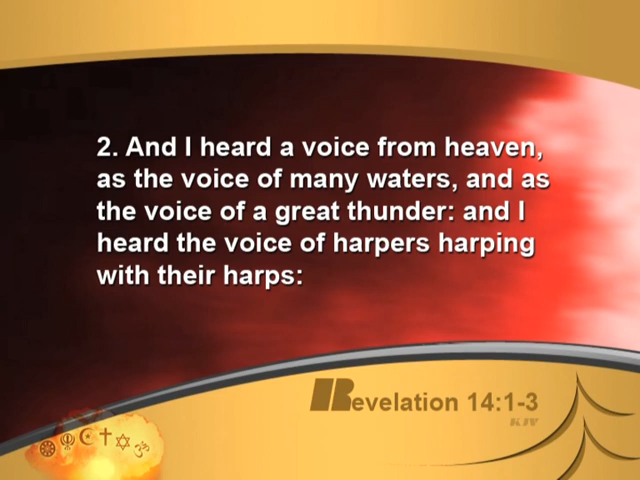 2. And I heard a voice from heaven,
as the voice of many waters, and as
the voice of a great thunder: and I
heard the voice of harpers harping
with their harps:
Revelation 14:1-3
KJV